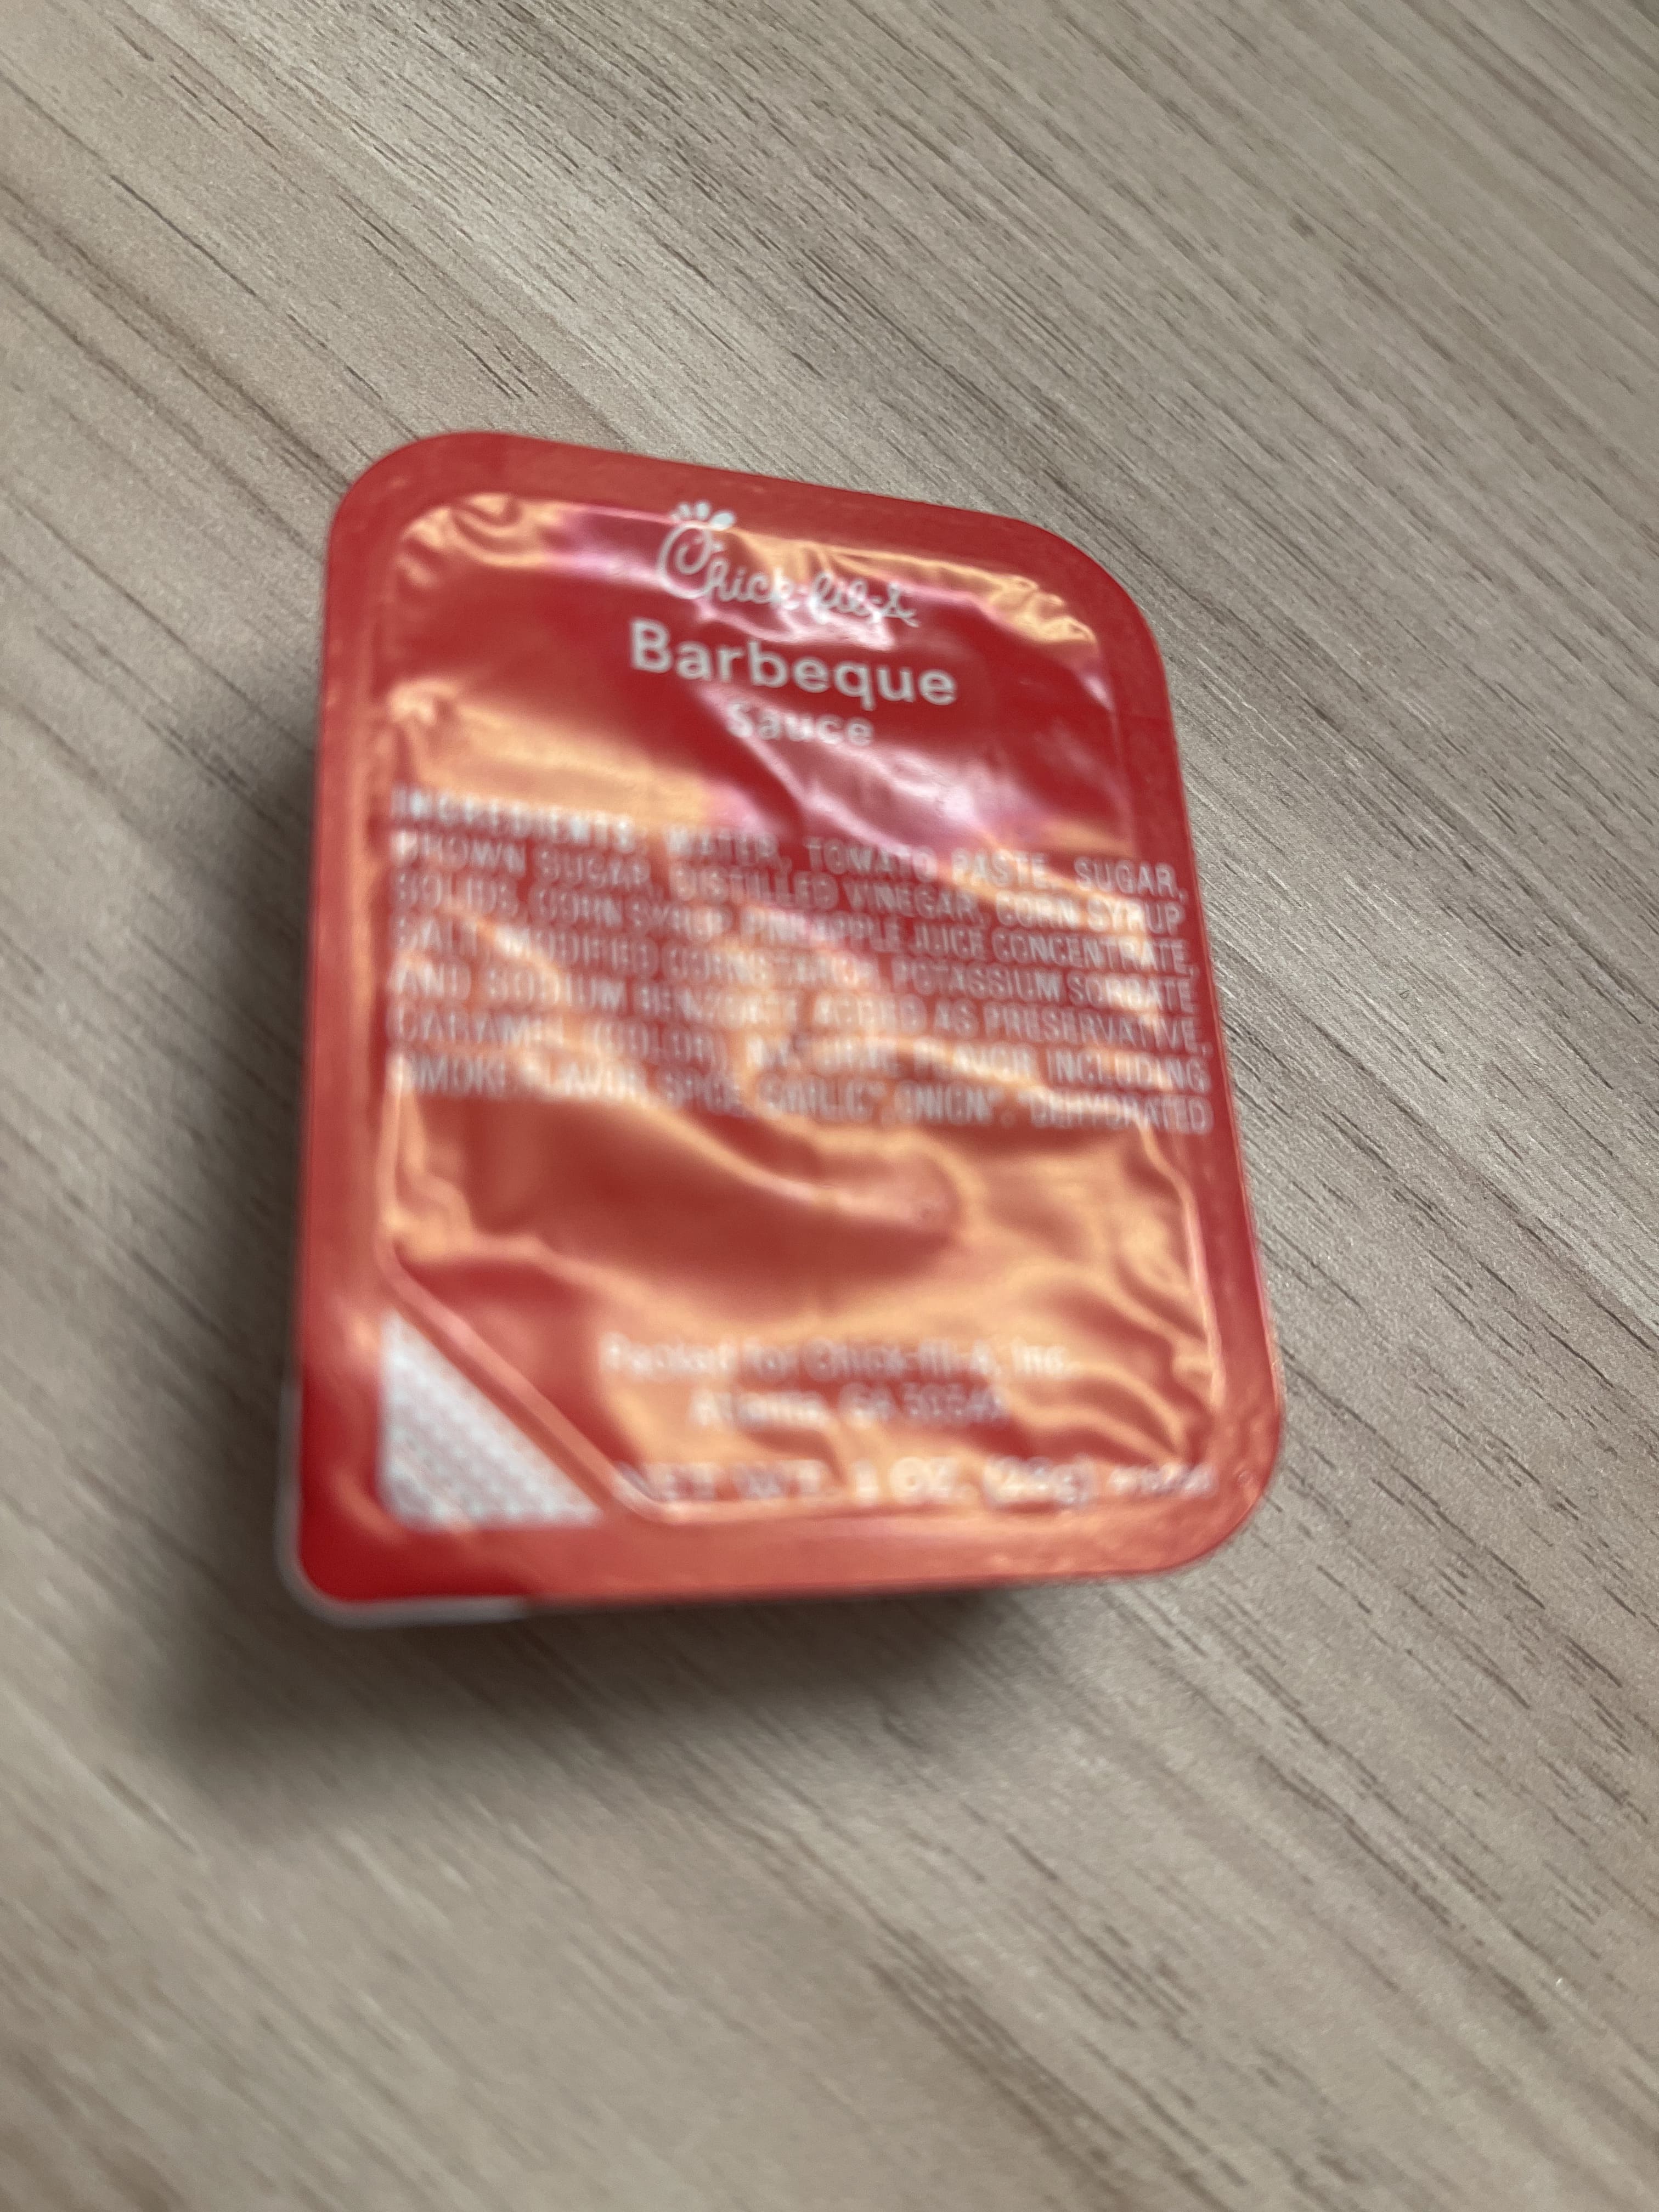 Chick-fil-A
Barbeque
Sauce
INGREDIENTS: WATER, TOMATO PASTE, SUGAR,
BROWN SUGAR, DISTILLED VINEGAR, CORN SYRUP
SOLIDS, CORN SYRUP, PINEAPPLE JUICE CONCENTRATE,
SALT, MODIFIED CORNSTARCH, POTASSIUM SORBATE
AND SODIUM BENZOATE ADDED AS PRESERVATIVE,
CARAMEL (COLOR), NATURAL FLAVOR INCLUDING
SMOKE FLAVOR, SPICE, GARLIC*, ONION*. *DEHYDRATED
Packed for Chick-fil-A, Inc.
Atlanta, GA 30349
NET WT. 1 OZ. (28g)